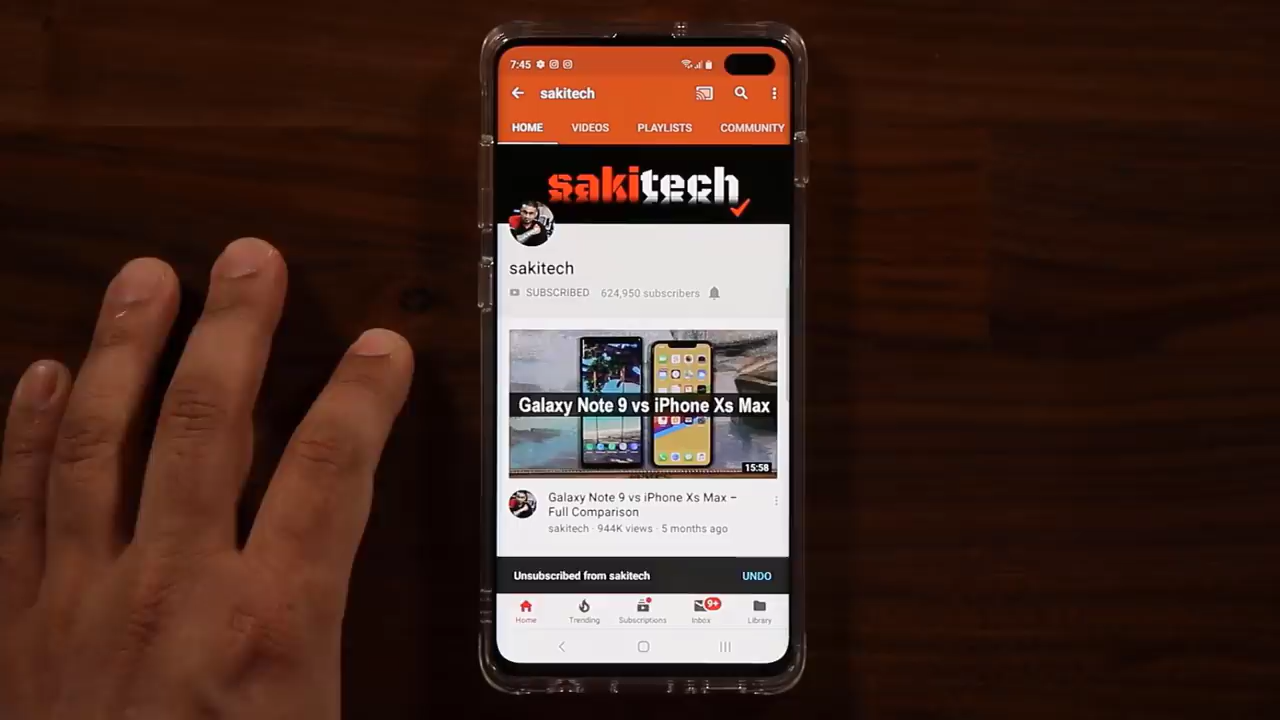 7:45
sakitech
HOME VIDEOS PLAYLISTS COMMUNITY
sakitech
sakitech
SUBSCRIBED 624,950 subscribers
Galaxy Note 9 vs iPhone Xs Max
15:58
Galaxy Note 9 vs iPhone Xs Max –
Full Comparison
sakitech · 944K views · 5 months ago
Unsubscribed from sakitech UNDO
9+
Home Trending Subscriptions Inbox Library